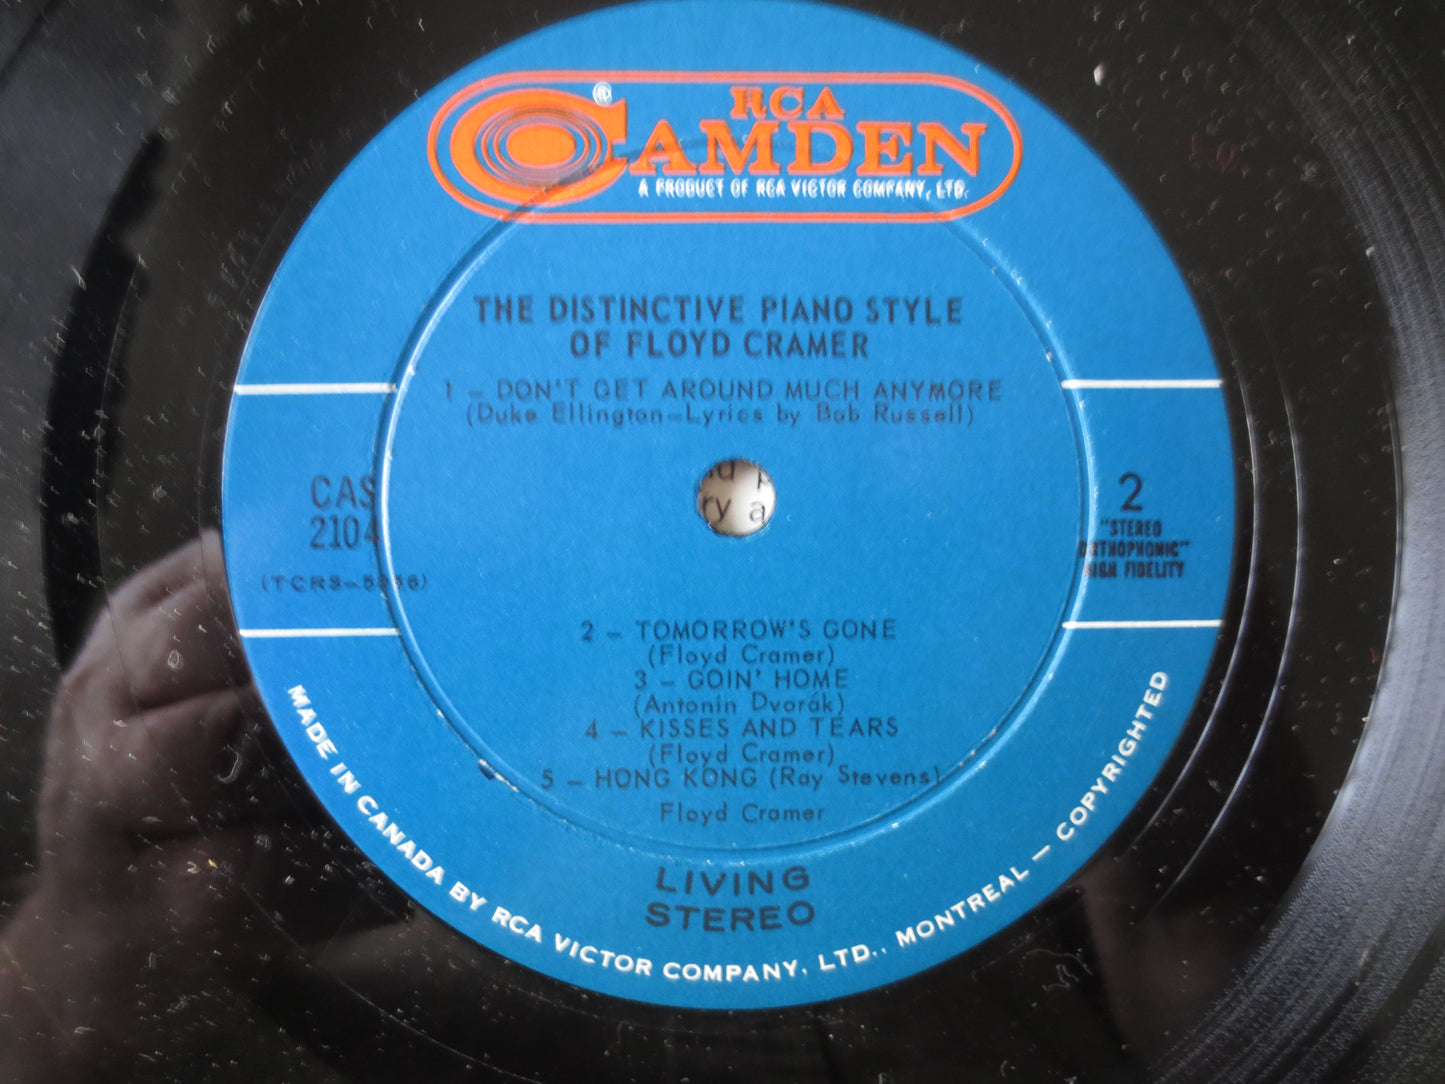 RCA
CAMDEN ®
A PRODUCT OF RCA VICTOR COMPANY, LTD.
THE DISTINCTIVE PIANO STYLE
OF FLOYD CRAMER
1 – DON'T GET AROUND MUCH ANYMORE
(Duke Ellington–Lyrics by Bob Russell)
CAS
2104
(TCRS–5356)
2
"STEREO
ORTHOPHONIC"
HIGH FIDELITY
ry a
2 – TOMORROW'S GONE
(Floyd Cramer)
3 – GOIN' HOME
(Antonin Dvorák)
4 – KISSES AND TEARS
(Floyd Cramer)
5 – HONG KONG (Ray Stevens)
Floyd Cramer
LIVING
STEREO
MADE IN CANADA BY RCA VICTOR COMPANY, LTD., MONTREAL – COPYRIGHTED